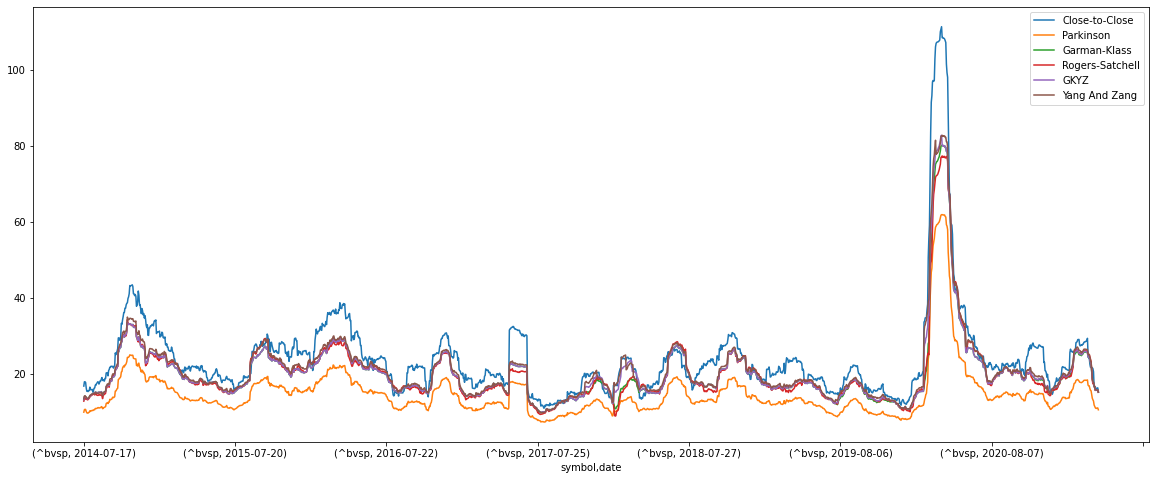 Close-to-Close
Parkinson
Garman-Klass
Rogers-Satchell
GKYZ
Yang And Zang
100
80
60
40
20
(^bvsp, 2014-07-17) (^bvsp, 2015-07-20) (^bvsp, 2016-07-22) (^bvsp, 2017-07-25) (^bvsp, 2018-07-27) (^bvsp, 2019-08-06) (^bvsp, 2020-08-07)
symbol,date